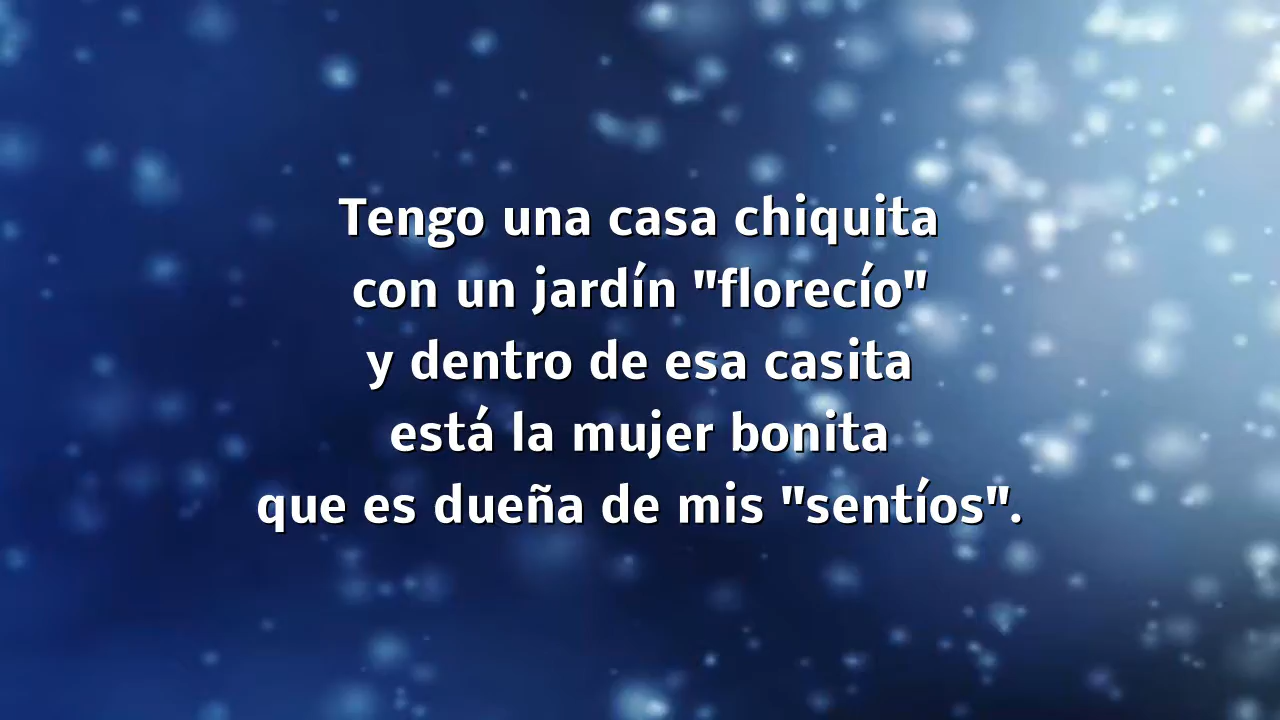 Tengo una casa chiquita
con un jardín "florecío"
y dentro de esa casita
está la mujer bonita
que es dueña de mis "sentíos".